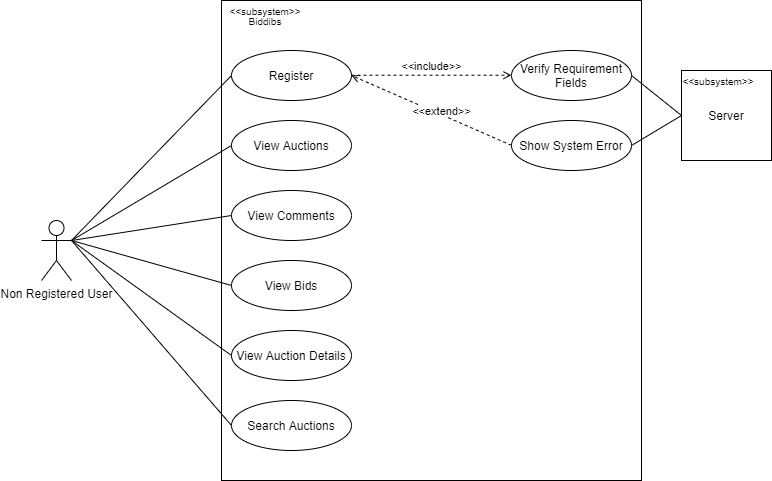 <<subsystem>>
Biddibs
Register
<<include>>
Verify Requirement
Fields
<<subsystem>>
Server
<<extend>>
View Auctions
Show System Error
View Comments
Non Registered User
View Bids
View Auction Details
Search Auctions